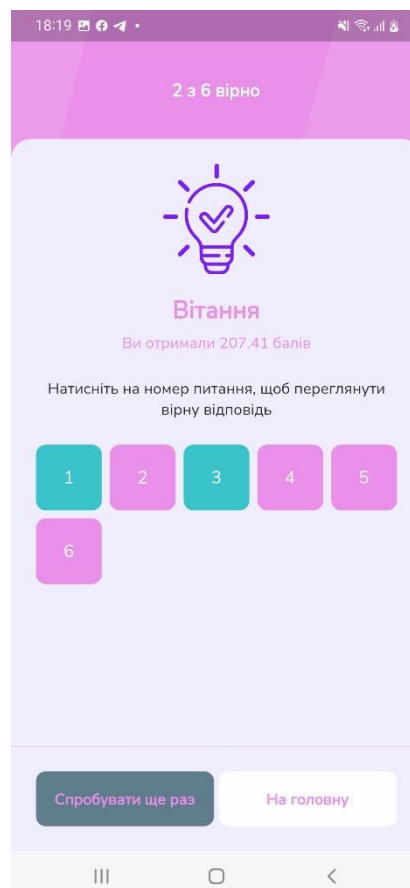 18:19
2 з 6 вірно
Вітання
Ви отримали 207.41 балів
Натисніть на номер питання, щоб переглянути
вірну відповідь
1 2 3 4 5
6
Спробувати ще раз На головну